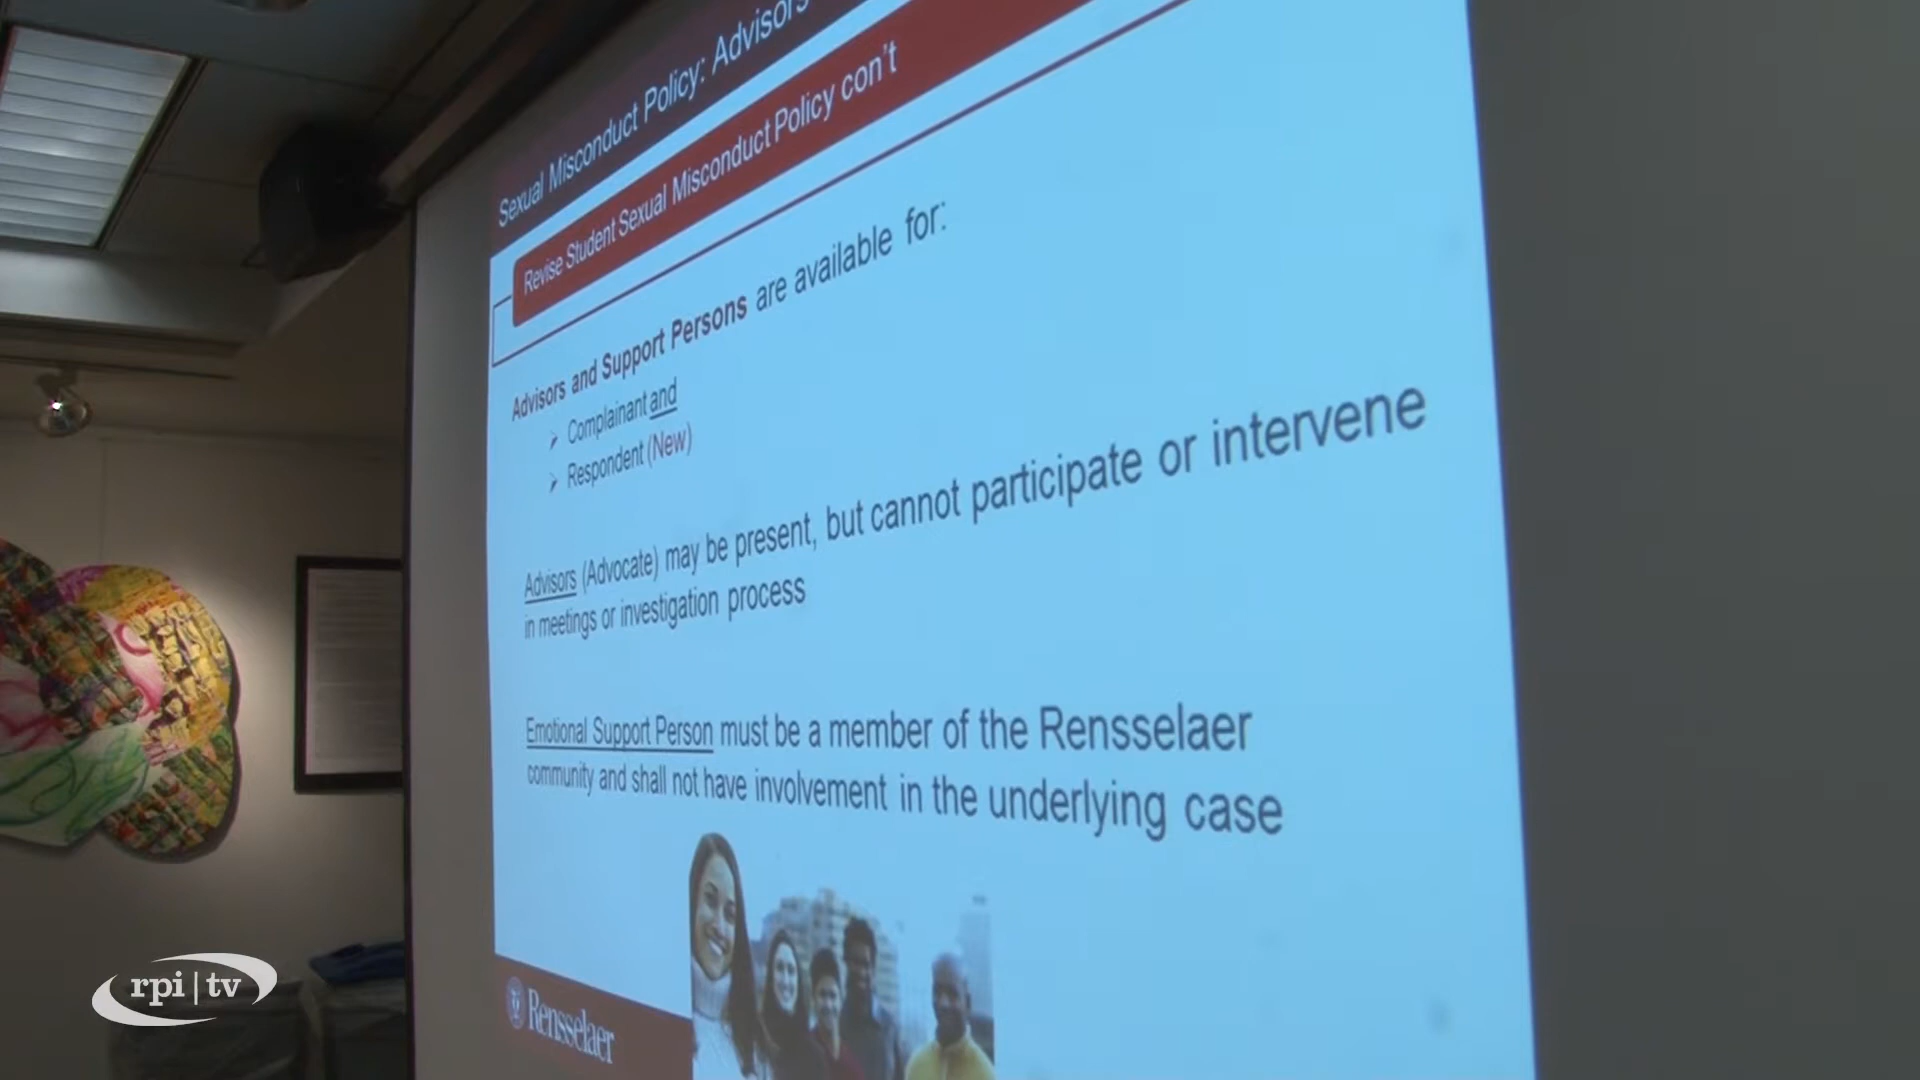 Sexual Misconduct Policy: Advisors
Revise Student Sexual Misconduct Policy con't
Advisors and Support Persons are available for:
Complainant and
Respondent (New)
Advisors (Advocate) may be present, but cannot participate or intervene
in meetings or investigation process
Emotional Support Person must be a member of the Rensselaer
community and shall not have involvement in the underlying case
Rensselaer
rpi|tv